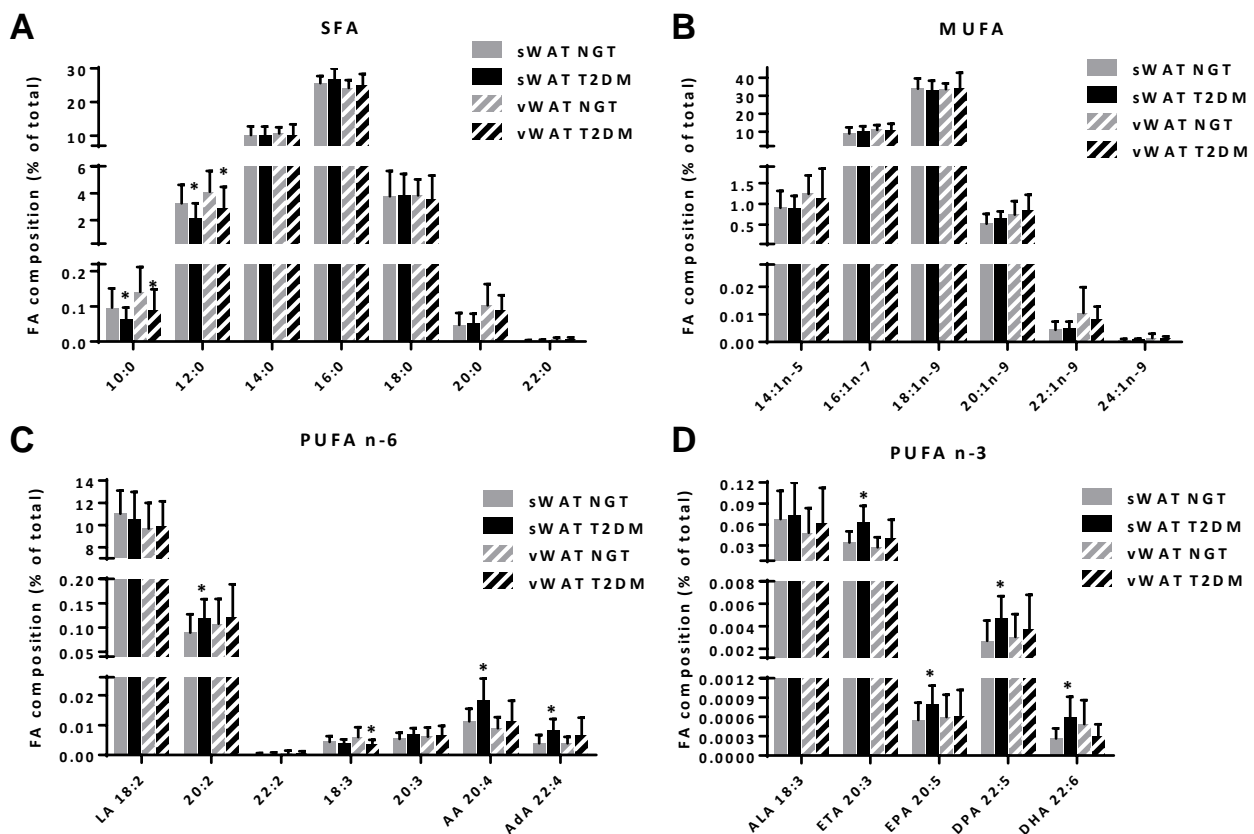 A
SFA
sWAT NGT
sWAT T2DM
vWAT NGT
vWAT T2DM
FA composition (% of total)
30
20
10
6
4
2
0.2
0.1
0.0
* * * *
10:0 12:0 14:0 16:0 18:0 20:0 22:0
B
MUFA
sWAT NGT
sWAT T2DM
vWAT NGT
vWAT T2DM
FA composition (% of total)
40
30
20
10
1.5
1.0
0.5
0.02
0.01
0.00
14:1n-5 16:1n-7 18:1n-9 20:1n-9 22:1n-9 24:1n-9
C
PUFA n-6
sWAT NGT
sWAT T2DM
vWAT NGT
vWAT T2DM
FA composition (% of total)
14
12
10
8
0.20
0.15
0.10
0.05
0.02
0.01
0.00
* * * *
LA 18:2 20:2 22:2 18:3 20:3 AA 20:4 AdA 22:4
D
PUFA n-3
sWAT NGT
sWAT T2DM
vWAT NGT
vWAT T2DM
FA composition (% of total)
0.12
0.09
0.06
0.03
0.008
0.006
0.004
0.002
0.0012
0.0009
0.0006
0.0003
0.0000
* * * *
ALA 18:3 ETA 20:3 EPA 20:5 DPA 22:5 DHA 22:6